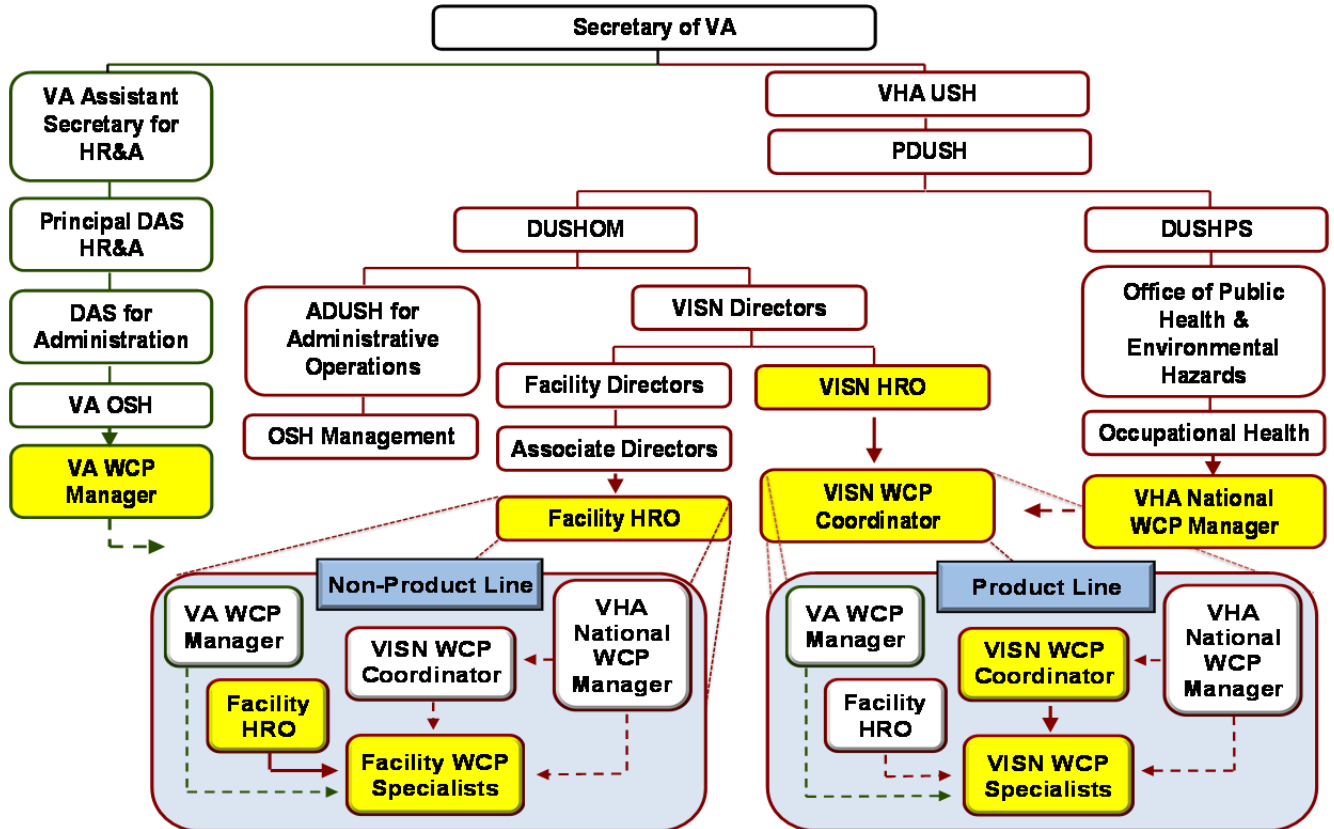 Secretary of VA
VA Assistant
Secretary for
HR&A
VHA USH
PDUSH
Principal DAS
HR&A
DUSHOM
DUSHPS
DAS for
Administration
ADUSH for
Administrative
Operations
VISN Directors
Office of Public
Health &
Environmental
Hazards
VA OSH
Facility Directors
VISN HRO
OSH Management
Associate Directors
Occupational Health
VA WCP
Manager
Facility HRO
VISN WCP
Coordinator
VHA National
WCP Manager
Non-Product Line
VA WCP
Manager
VISN WCP
Coordinator
VHA
National
WCP
Manager
Facility
HRO
Facility WCP
Specialists
Product Line
VA WCP
Manager
VISN WCP
Coordinator
VHA
National
WCP
Manager
Facility
HRO
VISN WCP
Specialists